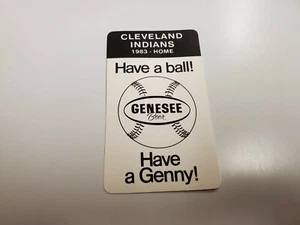 CLEVELAND
INDIANS
1983 · HOME
Have a ball!
GENESEE
Beer
Have
a Genny!